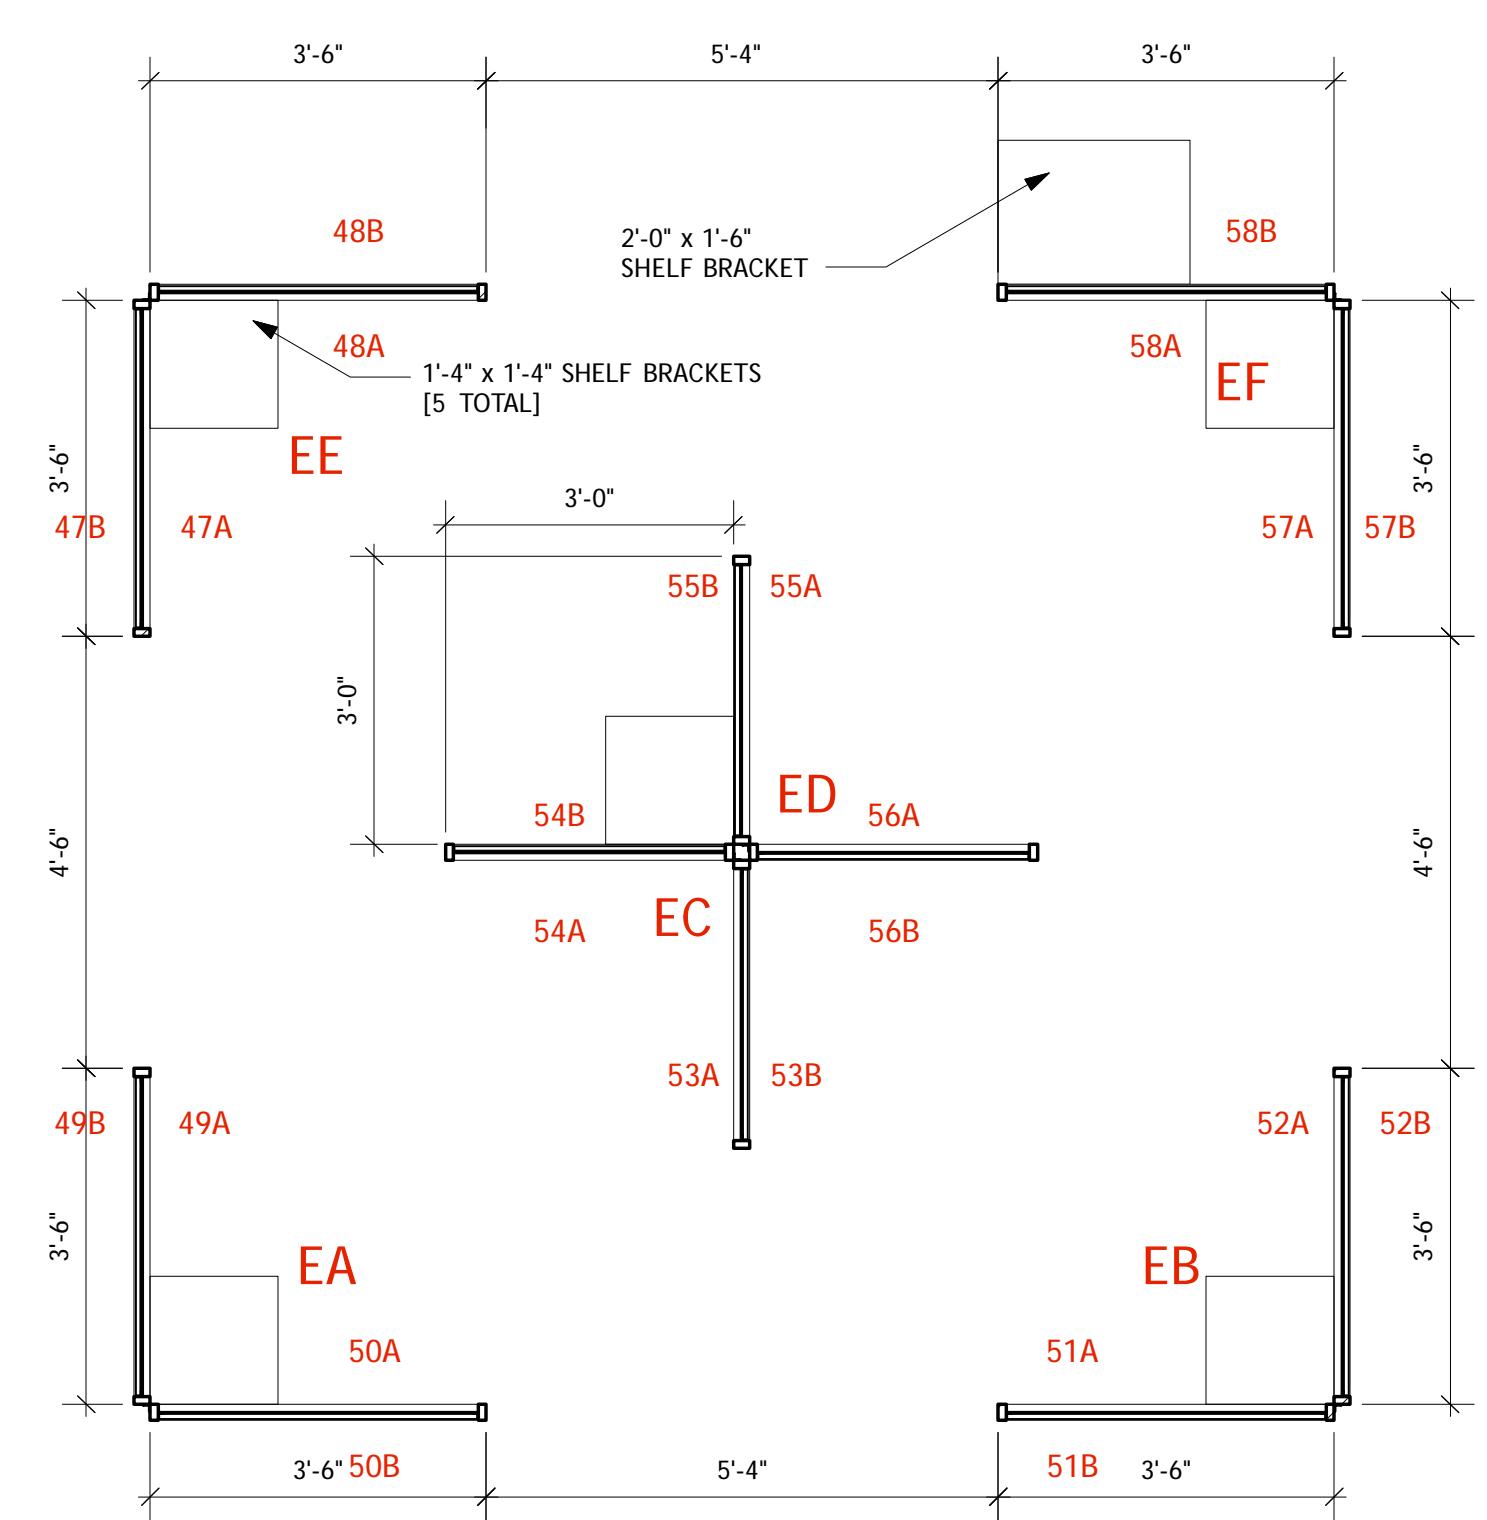 3'-6"
5'-4"
3'-6"
48B
2'-0" x 1'-6"
SHELF BRACKET
58B
48A
1'-4" x 1'-4" SHELF BRACKETS
[5 TOTAL]
58A
EF
EE
3'-6"
3'-6"
47B
47A
3'-0"
57A
57B
55B
55A
3'-0"
54B
ED
56A
4'-6"
4'-6"
54A
EC
56B
53A
53B
49B
49A
52A
52B
3'-6"
EA
EB
3'-6"
50A
51A
3'-6"
50B
5'-4"
51B
3'-6"